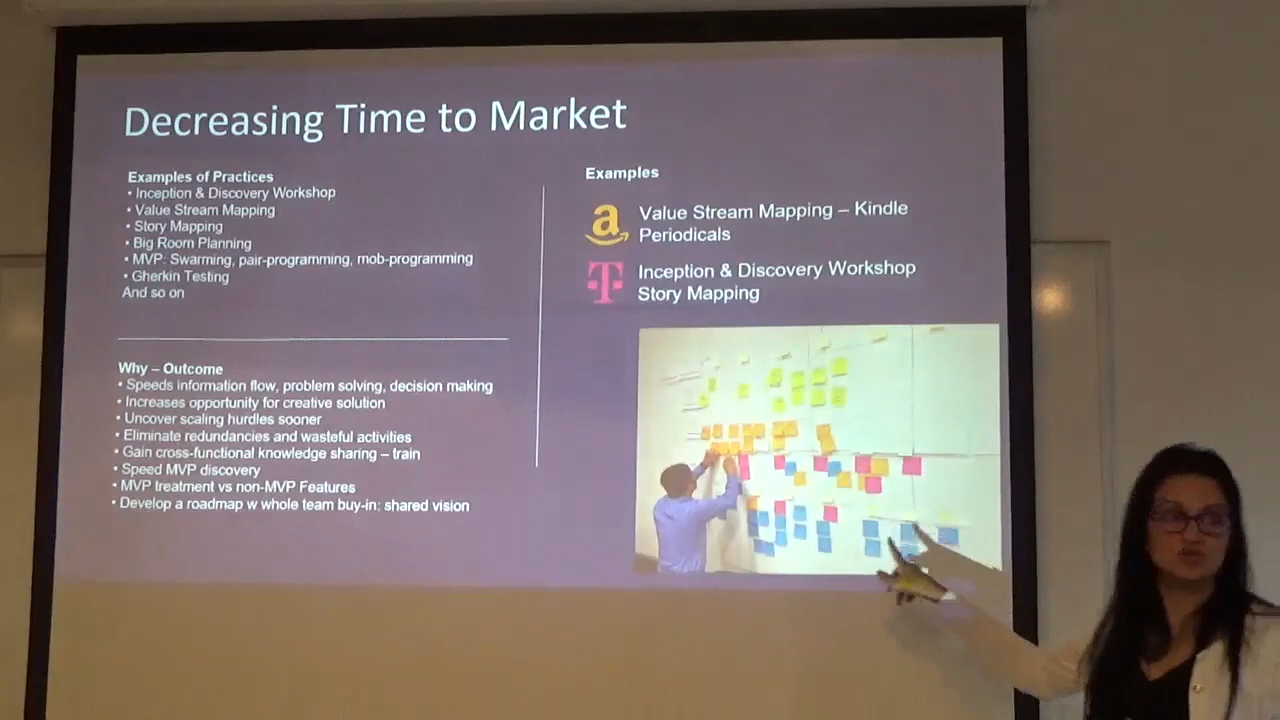 Decreasing Time to Market
Examples of Practices
• Inception & Discovery Workshop
• Value Stream Mapping
• Story Mapping
• Big Room Planning
• MVP: Swarming, pair-programming, mob-programming
• Gherkin Testing
And so on
Why – Outcome
• Speeds information flow, problem solving, decision making
• Increases opportunity for creative solution
• Uncover scaling hurdles sooner
• Eliminate redundancies and wasteful activities
• Gain cross-functional knowledge sharing – train
• Speed MVP discovery
• MVP treatment vs non-MVP Features
• Develop a roadmap w whole team buy-in: shared vision
Examples
a
Value Stream Mapping – Kindle
Periodicals
T
Inception & Discovery Workshop
Story Mapping